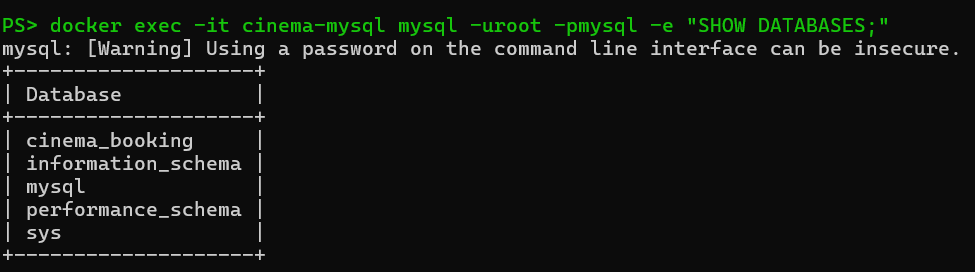 PS> docker exec -it cinema-mysql mysql -uroot -pmysql -e "SHOW DATABASES;"
mysql: [Warning] Using a password on the command line interface can be insecure.
+--------------------+
| Database           |
+--------------------+
| cinema_booking     |
| information_schema |
| mysql              |
| performance_schema |
| sys                |
+--------------------+